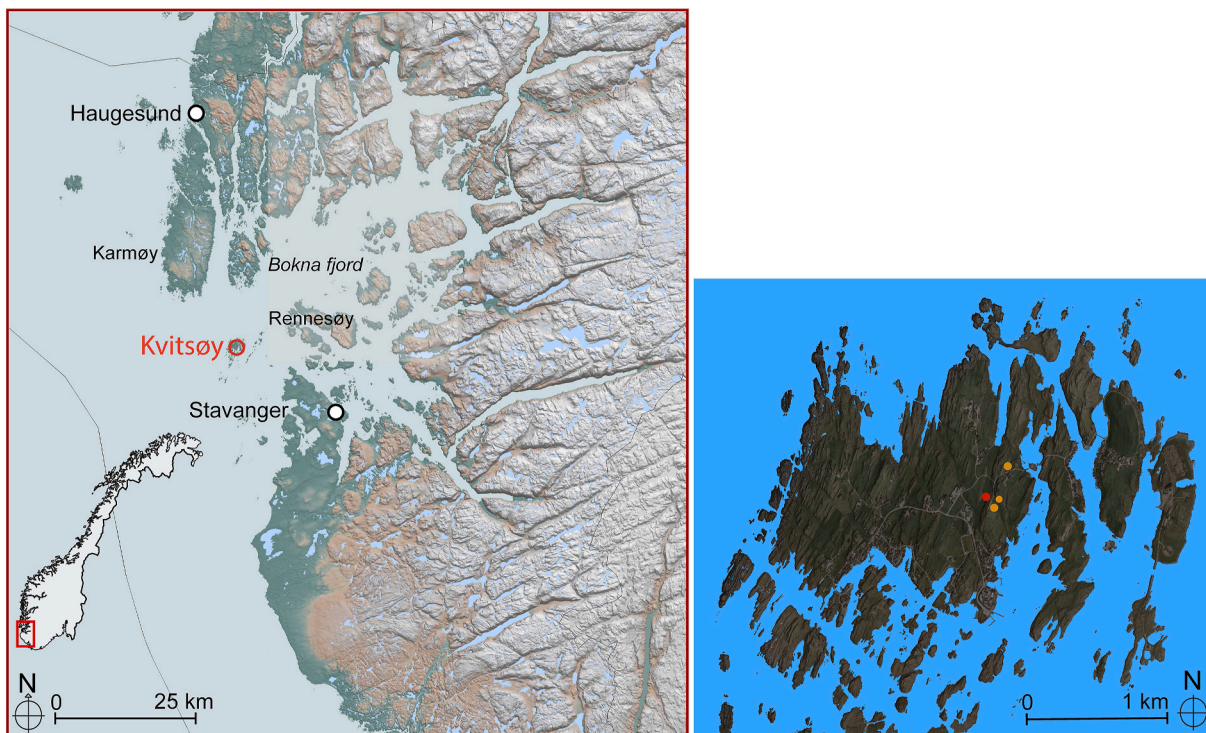 Haugesund
Karmøy
Bokna fjord
Rennesøy
Kvitsøy
Stavanger
N
0 25 km
0 1 km
N